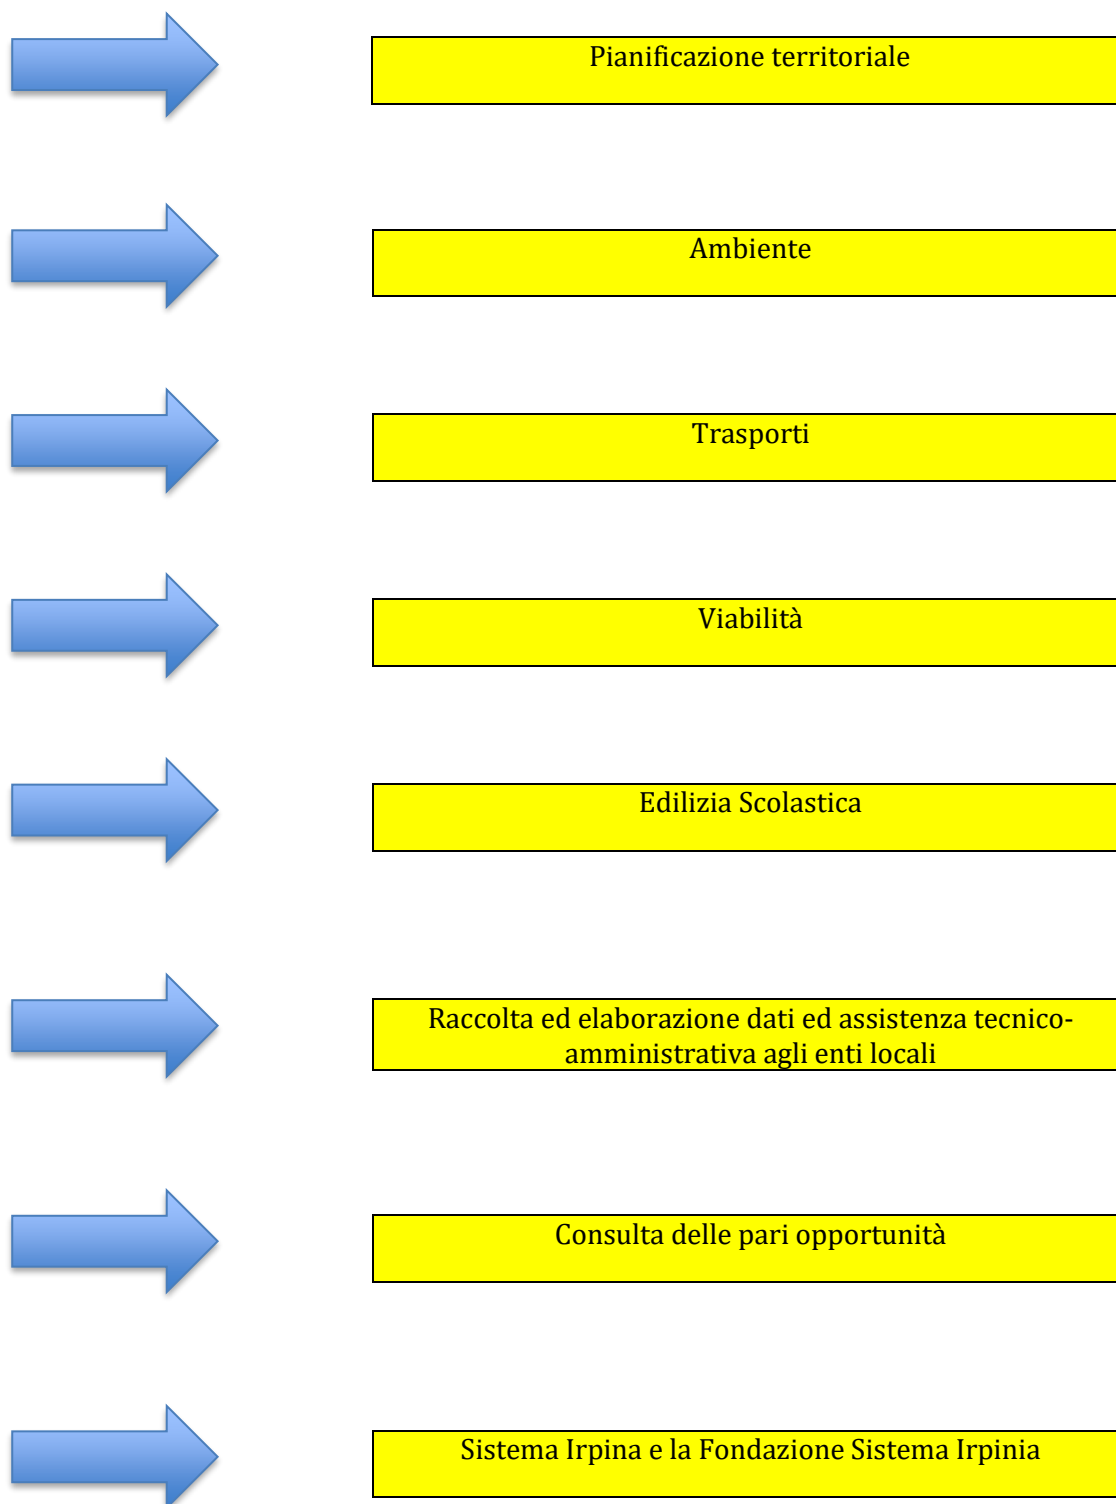 Pianificazione territoriale
Ambiente
Trasporti
Viabilità
Edilizia Scolastica
Raccolta ed elaborazione dati ed assistenza tecnico-
amministrativa agli enti locali
Consulta delle pari opportunità
Sistema Irpina e la Fondazione Sistema Irpinia